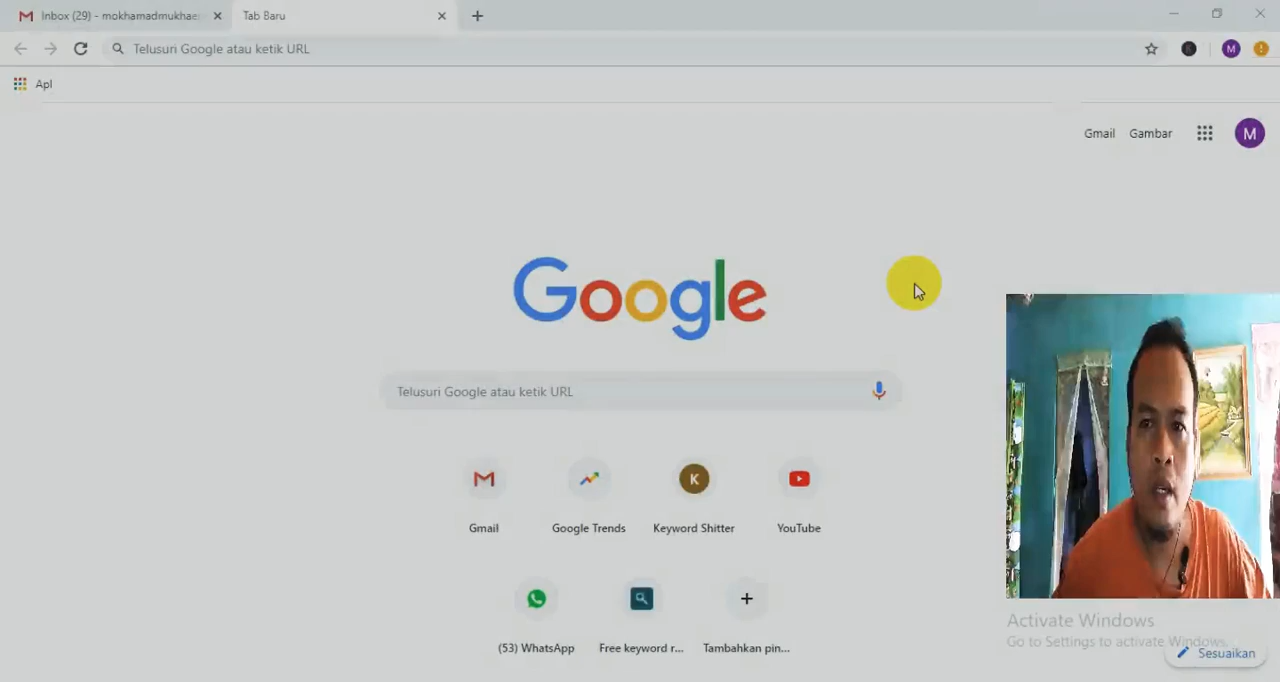 Inbox (29) - mokhamadmukhae
Tab Baru
Telusuri Google atau ketik URL
M
Apl
Gmail Gambar
M
Google
Telusuri Google atau ketik URL
K
Gmail Google Trends Keyword Shitter YouTube
(53) WhatsApp Free keyword r... Tambahkan pin...
Activate Windows
Go to Settings to activate Windows.
Sesuaikan